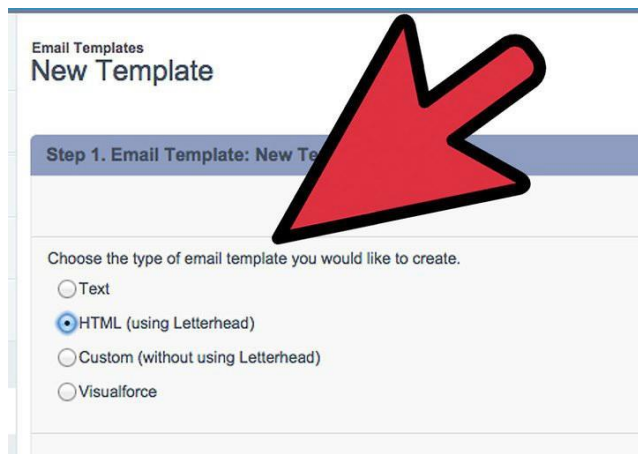 Email Templates
New Template
Step 1. Email Template: New Te
Choose the type of email template you would like to create.
Text
HTML (using Letterhead)
Custom (without using Letterhead)
Visualforce